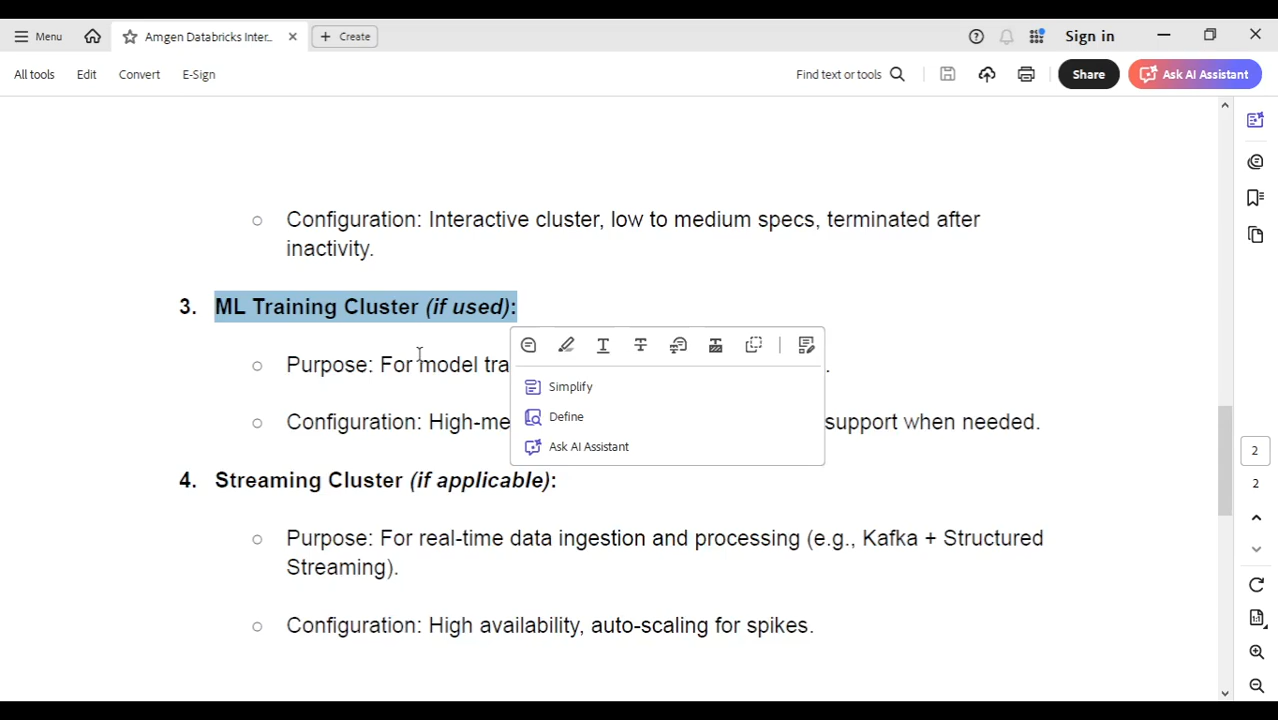 Menu
Amgen Databricks Inter...
Create
Sign in
All tools
Edit
Convert
E-Sign
Find text or tools
Share
Ask AI Assistant
○ Configuration: Interactive cluster, low to medium specs, terminated after
inactivity.
3. ML Training Cluster (if used):
○ Purpose: For model tra
.
Simplify
Define
○ Configuration: High-me
support when needed.
Ask AI Assistant
4. Streaming Cluster (if applicable):
○ Purpose: For real-time data ingestion and processing (e.g., Kafka + Structured
Streaming).
○ Configuration: High availability, auto-scaling for spikes.
2
2